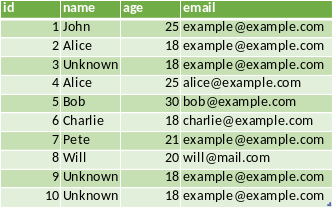 id name age email
1 John 25 example@example.com
2 Alice 18 example@example.com
3 Unknown 18 example@example.com
4 Alice 25 alice@example.com
5 Bob 30 bob@example.com
6 Charlie 18 charlie@example.com
7 Pete 21 example@example.com
8 Will 20 will@mail.com
9 Unknown 18 example@example.com
10 Unknown 18 example@example.com